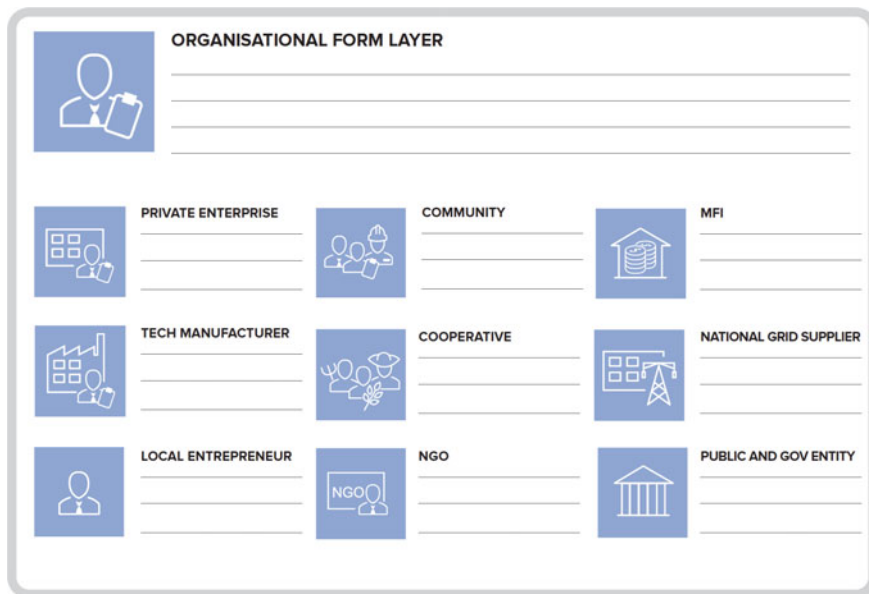 ORGANISATIONAL FORM LAYER
PRIVATE ENTERPRISE
COMMUNITY
MFI
TECH MANUFACTURER
COOPERATIVE
NATIONAL GRID SUPPLIER
LOCAL ENTREPRENEUR
NGO
NGO
PUBLIC AND GOV ENTITY